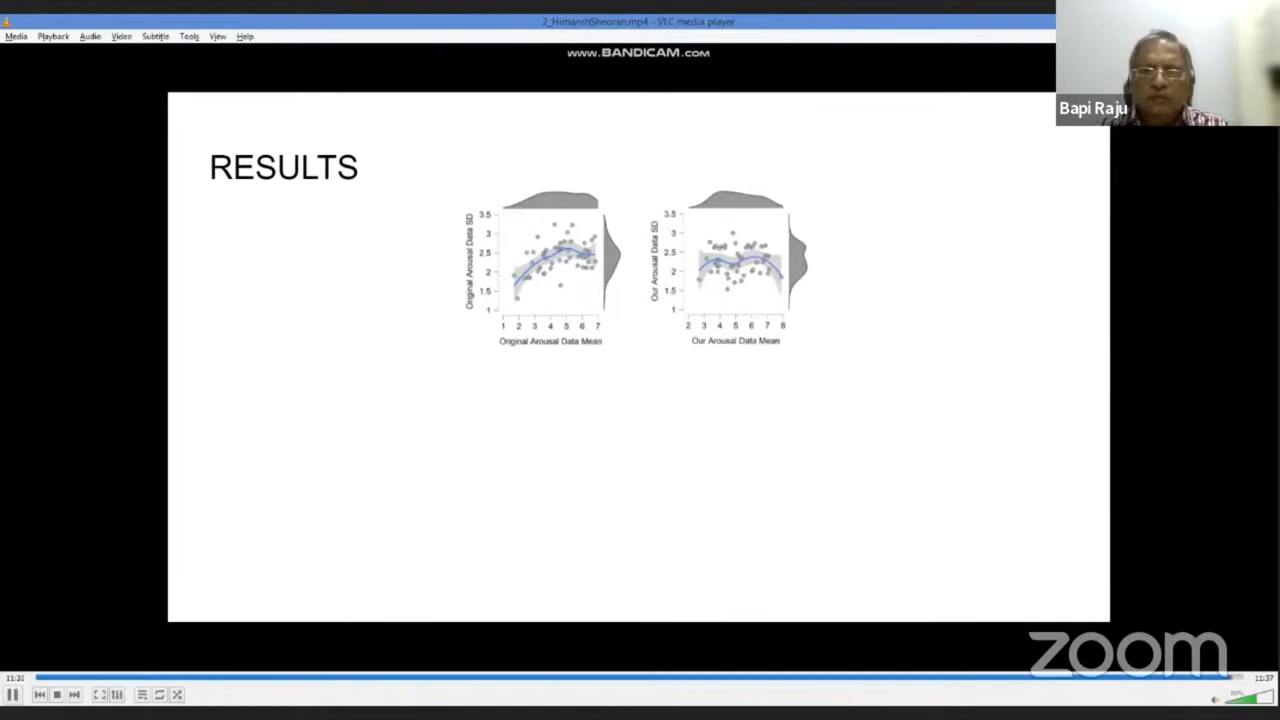 2_HimanshSheoran.mp4 - VLC media player
Media Playback Audio Video Subtitle Tools View Help
www.BANDICAM.com
Bapi Raju
RESULTS
Original Arousal Data SD
3.5
3
2.5
2
1.5
1
1 2 3 4 5 6 7
Original Arousal Data Mean
Our Arousal Data SD
3.5
3
2.5
2
1.5
1
2 3 4 5 6 7 8
Our Arousal Data Mean
zoom
11:31
11:37